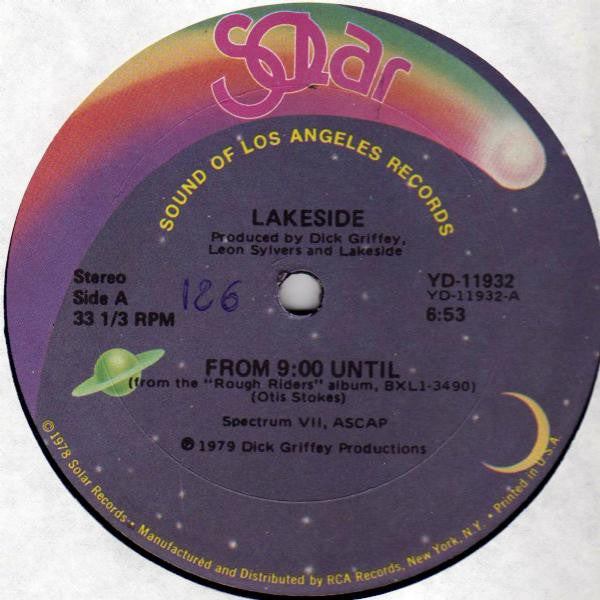 Solar
SOUND OF LOS ANGELES RECORDS
LAKESIDE
Produced by Dick Griffey,
Leon Sylvers and Lakeside
Stereo
Side A
33 1/3 RPM
126
YD-11932
YD-11932-A
6:53
FROM 9:00 UNTIL
(from the "Rough Riders" album, BXL1-3490)
(Otis Stokes)
Spectrum VII, ASCAP
℗ 1979 Dick Griffey Productions
©1978 Solar Records • Manufactured and Distributed by RCA Records, New York, N.Y. • Printed in U.S.A.